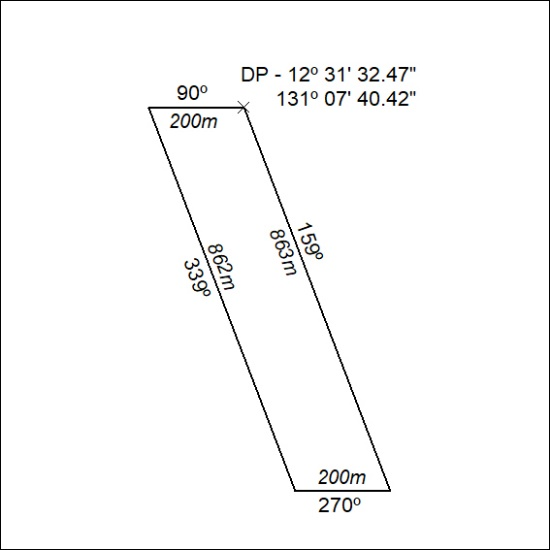 DP - 12º 31' 32.47"
131º 07' 40.42"
90º
200m
159º
863m
862m
339º
200m
270º